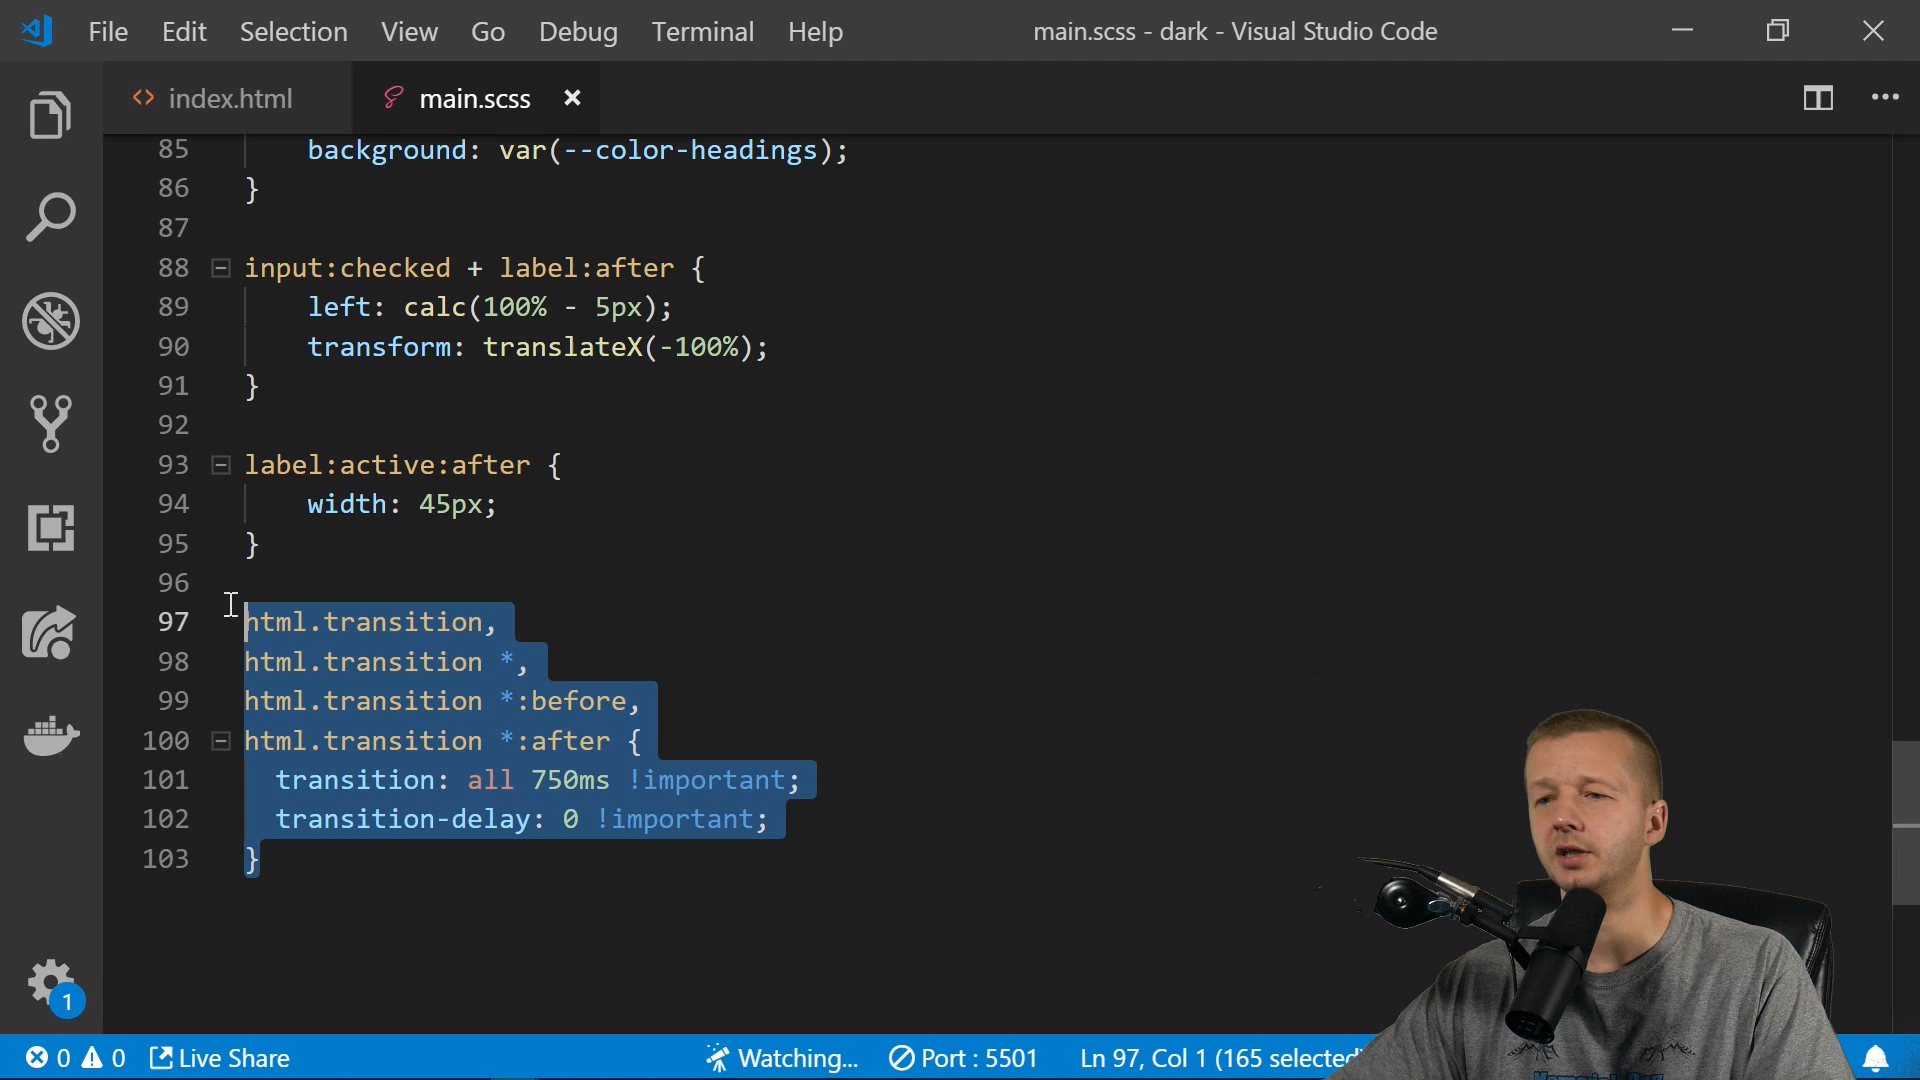 File Edit Selection View Go Debug Terminal Help main.scss - dark - Visual Studio Code
index.html main.scss
85 background: var(--color-headings);
86 }
87
88 input:checked + label:after {
89 left: calc(100% - 5px);
90 transform: translateX(-100%);
91 }
92
93 label:active:after {
94 width: 45px;
95 }
96
97 html.transition,
98 html.transition *,
99 html.transition *:before,
100 html.transition *:after {
101 transition: all 750ms !important;
102 transition-delay: 0 !important;
103 }
1
0 0 Live Share Watching... Port : 5501 Ln 97, Col 1 (165 selected)